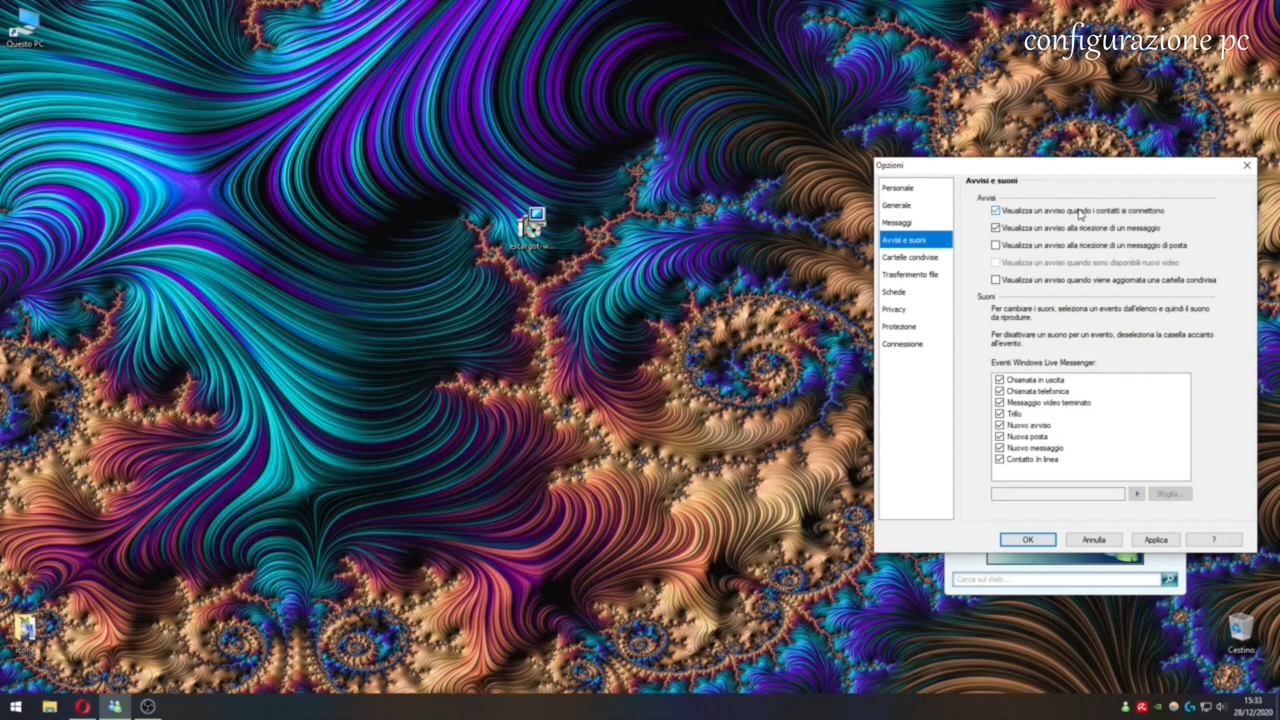 Questo PC
configurazione pc
escargot-w...
Opzioni
Personale
Generale
Messaggi
Avvisi e suoni
Cartelle condivise
Trasferimento file
Schede
Privacy
Protezione
Connessione
Avvisi e suoni
Avvisi
Visualizza un avviso quando i contatti si connettono
Visualizza un avviso alla ricezione di un messaggio
Visualizza un avviso alla ricezione di un messaggio di posta
Visualizza un avviso quando sono disponibili nuovi video
Visualizza un avviso quando viene aggiornata una cartella condivisa
Suoni
Per cambiare i suoni, seleziona un evento dall'elenco e quindi il suono
da riprodurre.
Per disattivare un suono per un evento, deseleziona la casella accanto
all'evento.
Eventi Windows Live Messenger:
Chiamata in uscita
Chiamata telefonica
Messaggio video terminato
Trillo
Nuovo avviso
Nuova posta
Nuovo messaggio
Contatto In linea
Sfoglia...
OK
Annulla
Applica
?
Cerca sul Web...
icone
Cestino
15:33
28/12/2020